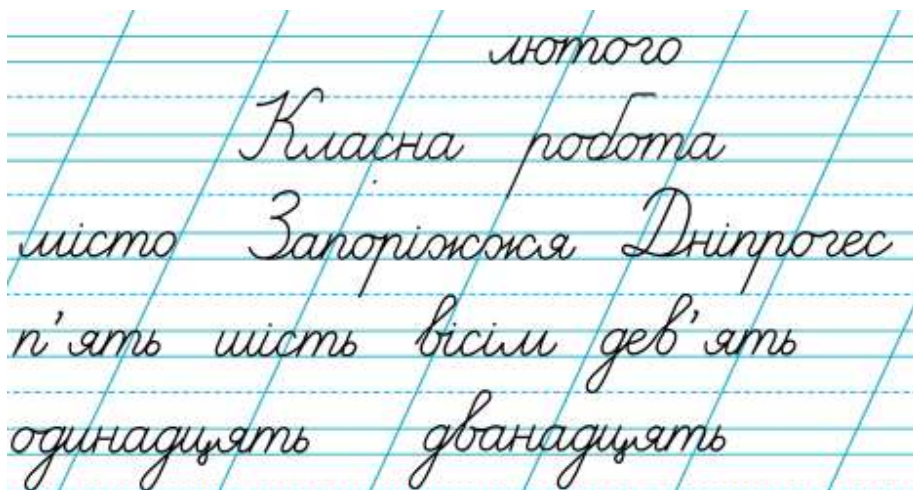 лютого
Класна робота
місто Запоріжжя Дніпрогес
п'ять шість вісім дев'ять
одинадцять дванадцять